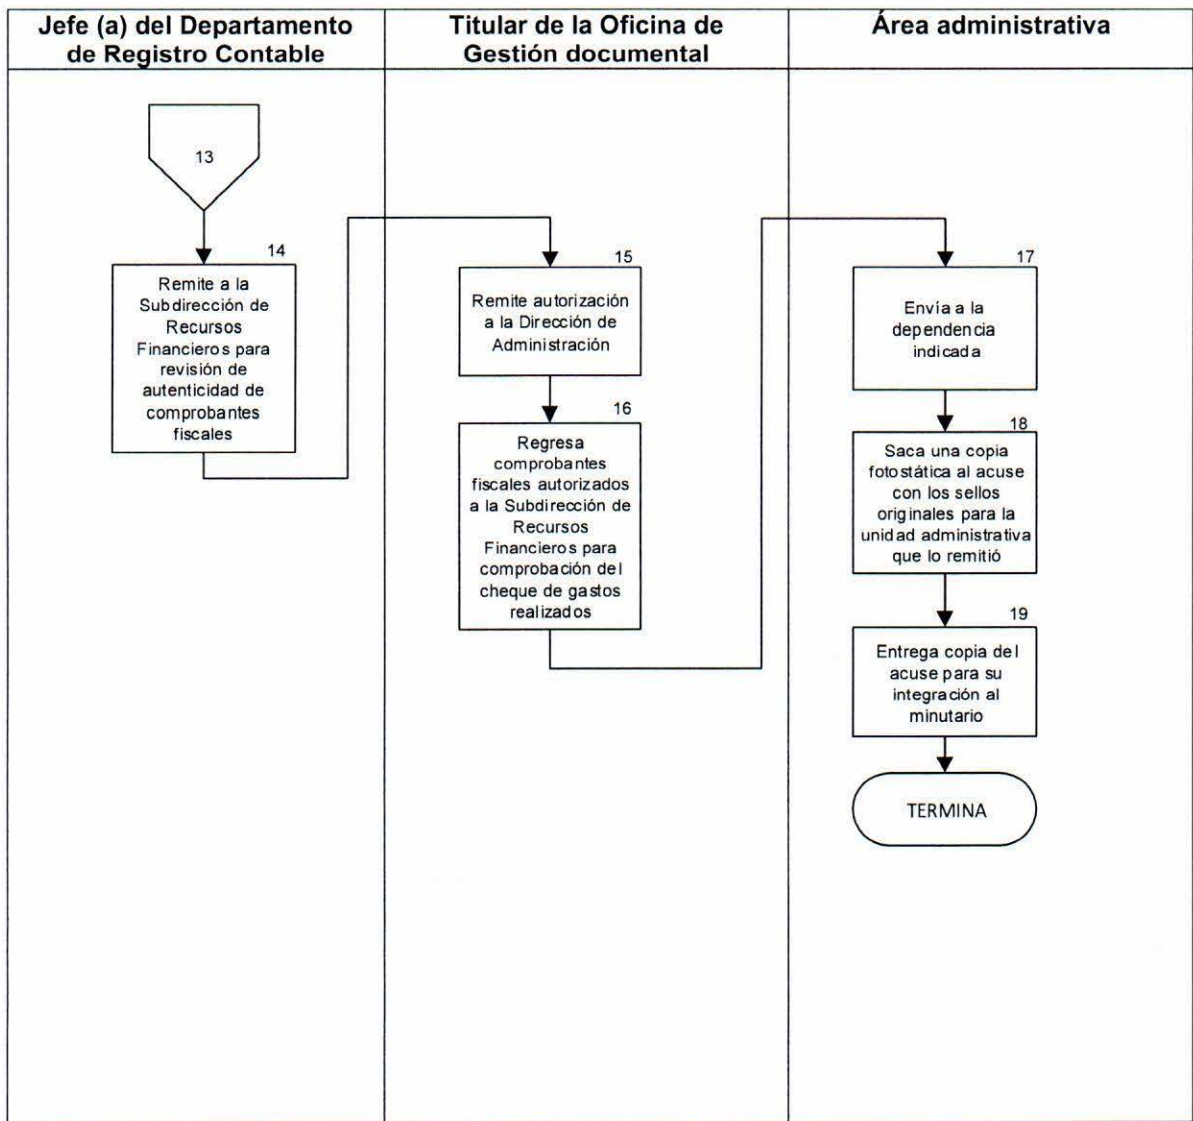 Jefe (a) del Departamento
de Registro Contable
Titular de la Oficina de
Gestión documental
Área administrativa
13
14
Remite a la
Subdirección de
Recursos
Financieros para
revisión de
autenticidad de
comprobantes
fiscales
15
Remite autorización
a la Dirección de
Administración
16
Regresa
comprobantes
fiscales autorizados
a la Subdirección de
Recursos
Financieros para
comprobación del
cheque de gastos
realizados
17
Envía a la
dependencia
indicada
18
Saca una copia
fotostática al acuse
con los sellos
originales para la
unidad administrativa
que lo remitió
19
Entrega copia del
acuse para su
integración al
minutario
TERMINA